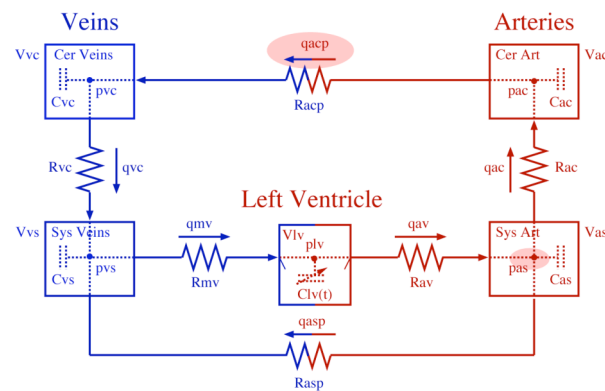 Veins
Arteries
Vvc
Cer Veins
Cvc
pvc
qacp
Racp
Cer Art
Vac
pac
Cac
Rvc
qvc
qac
Rac
Left Ventricle
Vvs
Sys Veins
Cvs
pvs
qmv
Rmv
Vlv
plv
Clv(t)
qav
Rav
Sys Art
Vas
pas
Cas
qasp
Rasp